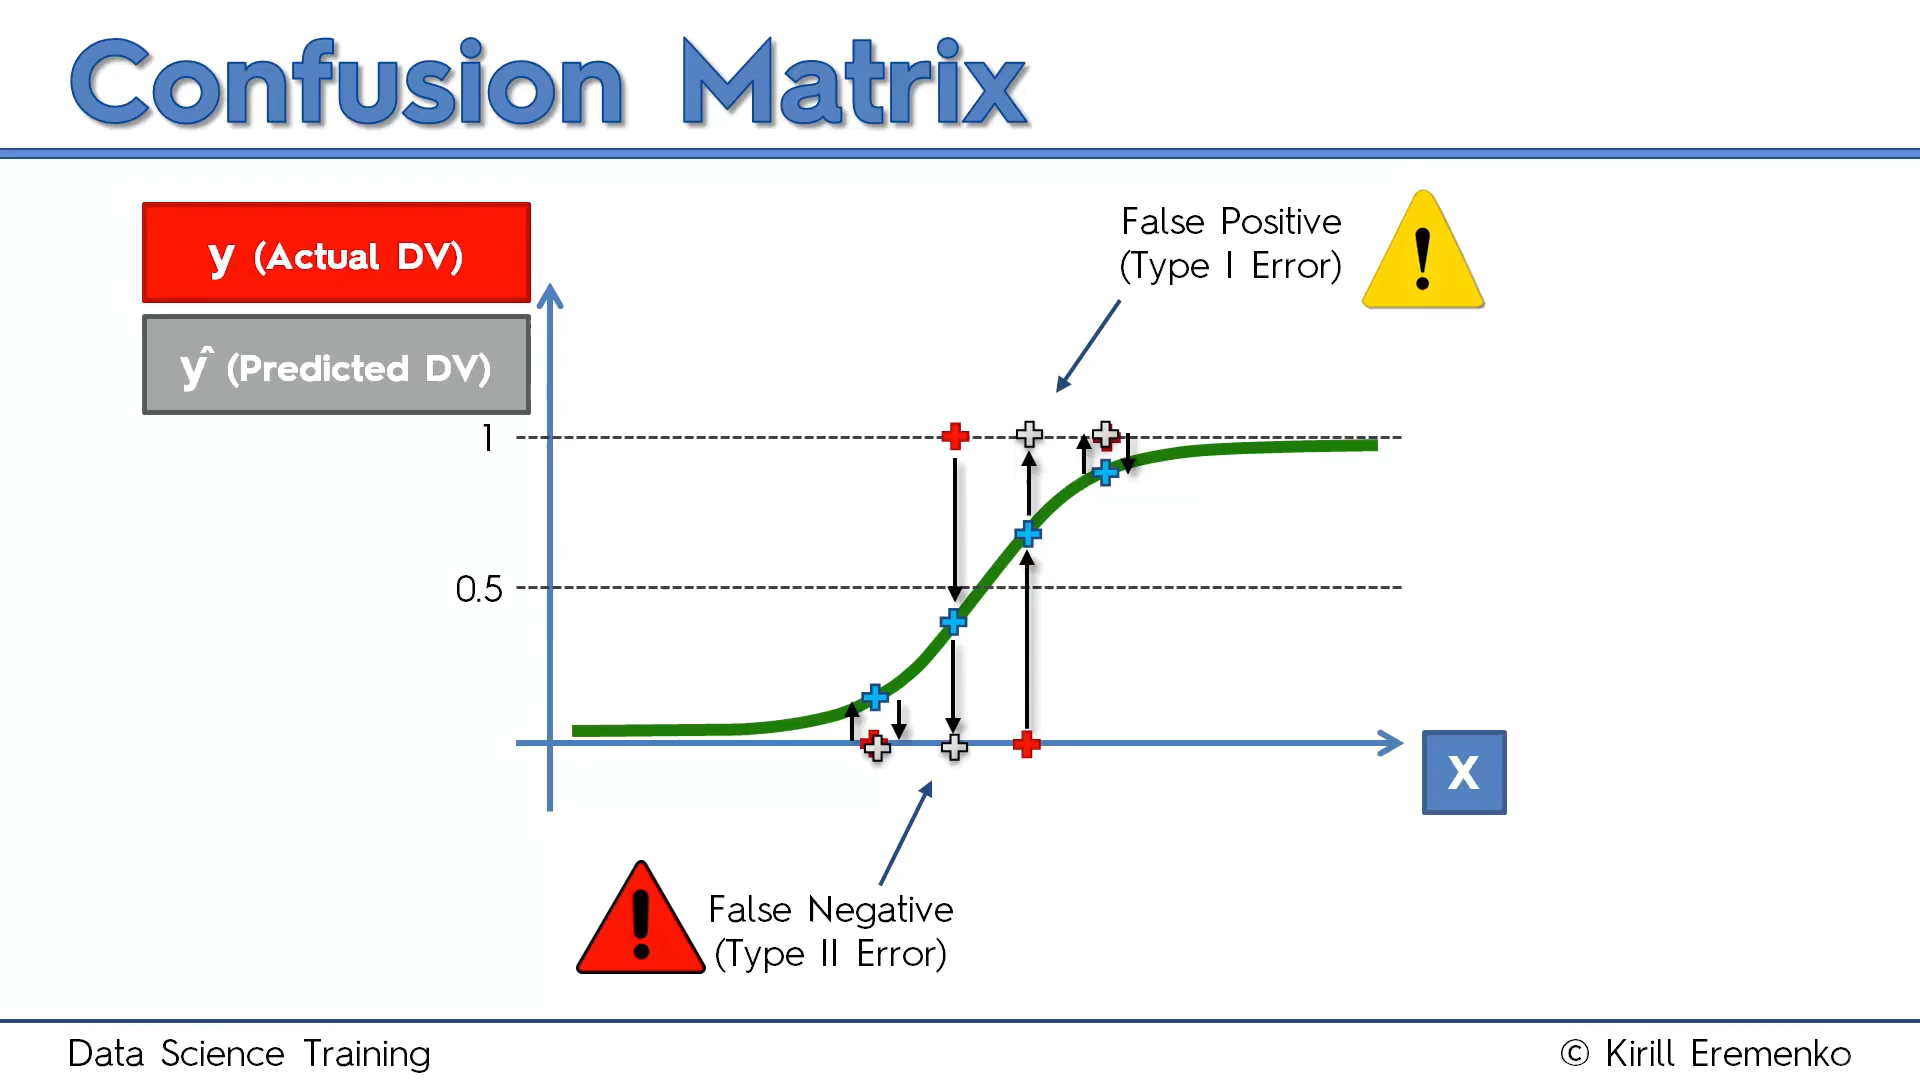 Confusion Matrix
y (Actual DV)
ŷ (Predicted DV)
False Positive
(Type I Error)
1
0.5
X
False Negative
(Type II Error)
Data Science Training
© Kirill Eremenko